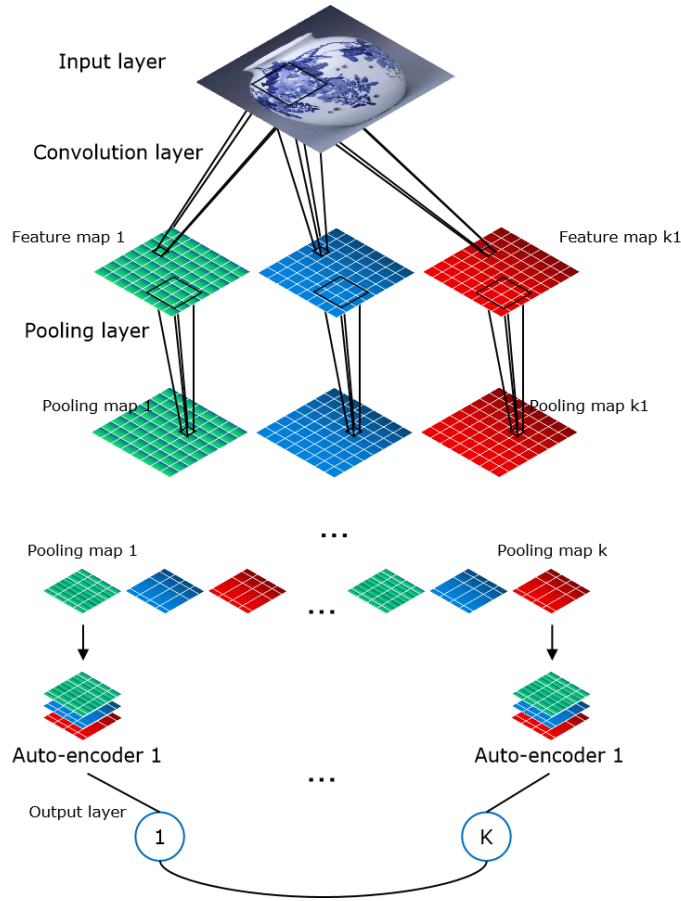 Input layer
Convolution layer
Feature map 1
Feature map k1
Pooling layer
Pooling map 1
Pooling map k1
...
Pooling map 1
Pooling map k
...
Auto-encoder 1
Auto-encoder 1
...
Output layer
1
K